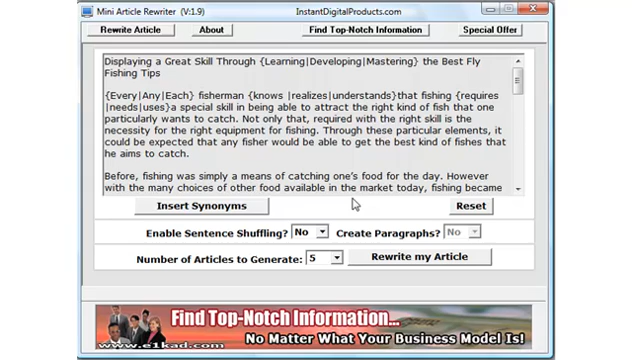 Mini Article Rewriter (V:1.9) InstantDigitalProducts.com
Rewrite Article About Find Top-Notch Information Special Offer
Displaying a Great Skill Through {Learning|Developing|Mastering} the Best Fly
Fishing Tips
{Every|Any|Each} fisherman {knows |realizes|understands}that fishing {requires
|needs|uses}a special skill in being able to attract the right kind of fish that one
particularly wants to catch. Not only that, required with the right skill is the
necessity for the right equipment for fishing. Through these particular elements, it
could be expected that any fisher would be able to get the best kind of fishes that
he aims to catch.
Before, fishing was simply a means of catching one's food for the day. However
with the many choices of other food available in the market today, fishing became
Insert Synonyms Reset
Enable Sentence Shuffling? No Create Paragraphs? No
Number of Articles to Generate: 5 Rewrite my Article
Find Top-Notch Information...
No Matter What Your Business Model Is!
www.e1kad.com